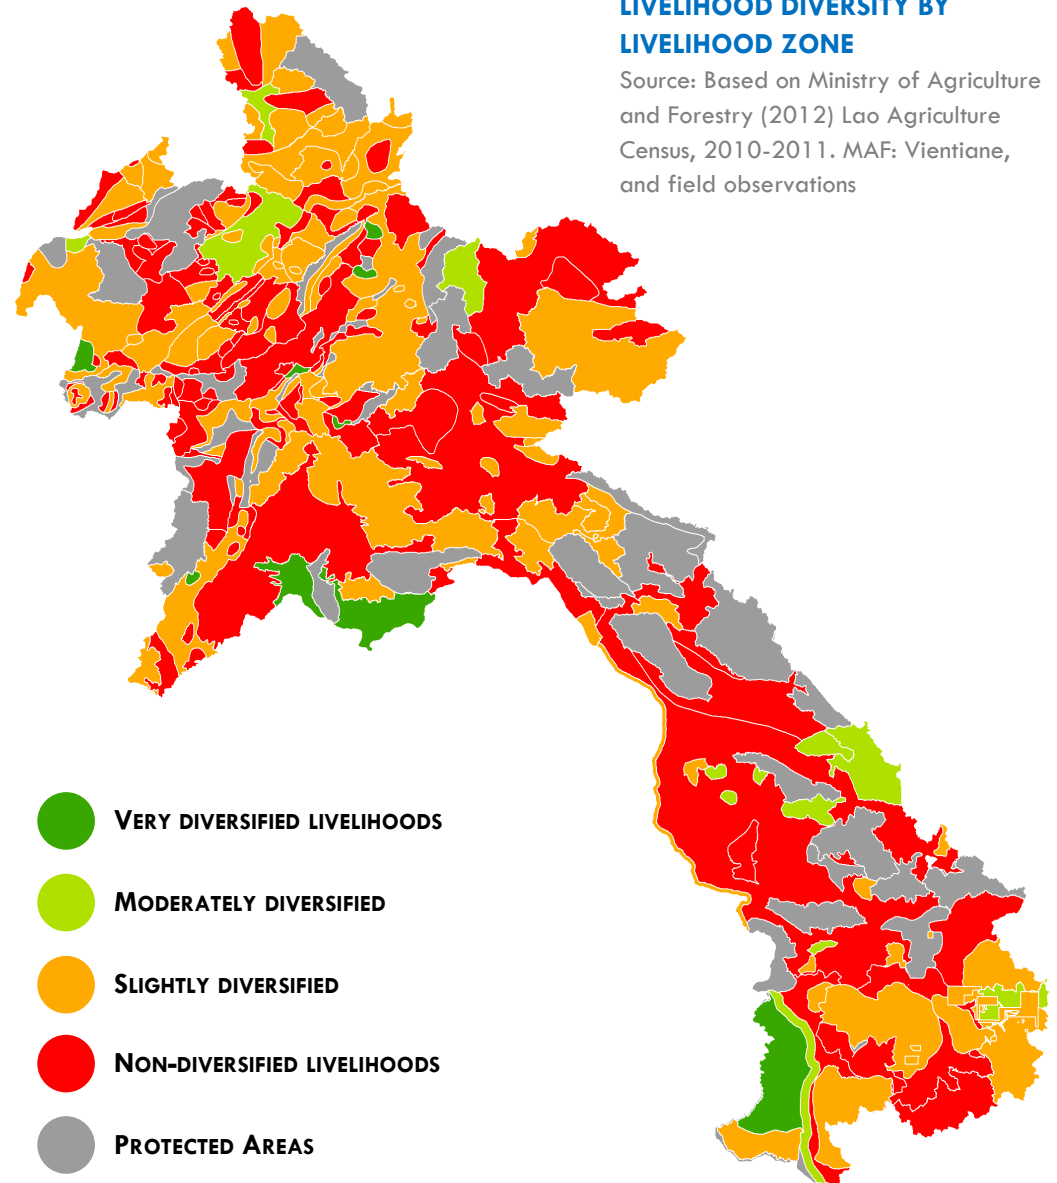 LIVELIHOOD DIVERSITY BY
LIVELIHOOD ZONE
Source: Based on Ministry of Agriculture
and Forestry (2012) Lao Agriculture
Census, 2010-2011. MAF: Vientiane,
and field observations
VERY DIVERSIFIED LIVELIHOODS
MODERATELY DIVERSIFIED
SLIGHTLY DIVERSIFIED
NON-DIVERSIFIED LIVELIHOODS
PROTECTED AREAS